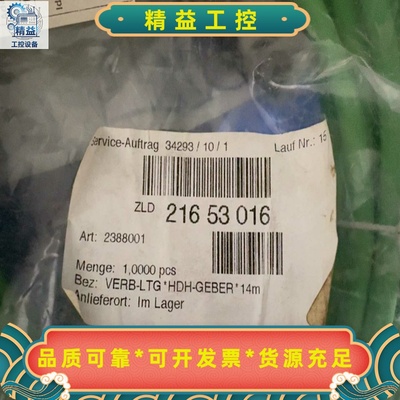 精益
工控设备
精益工控
Service-Auftrag 34293 / 10 / 1
Lauf Nr.: 15
ZLD 216 53 016
Art: 2388001
Menge: 1,0000 pcs
Bez: VERB-LTG*HDH-GEBER*14m
Anlieferort: Im Lager
品质可靠*可开发票*货源充足